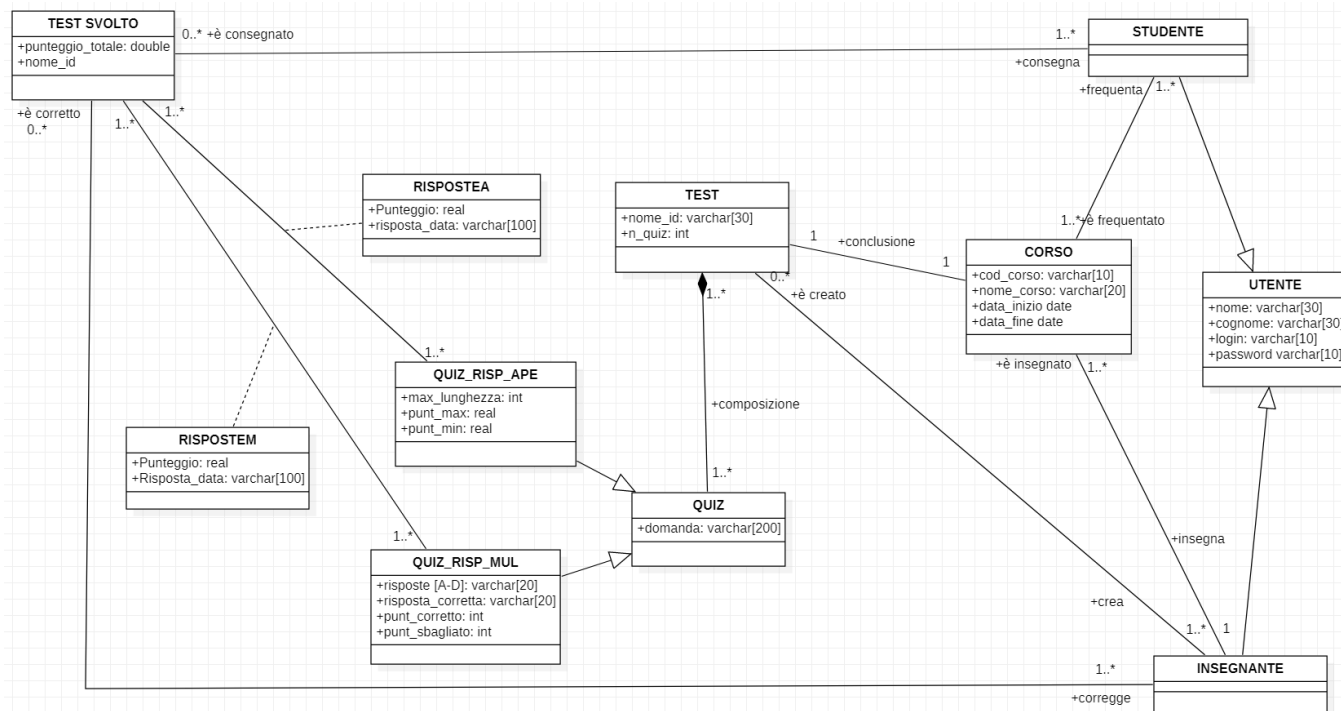 TEST SVOLTO
+punteggio_totale: double
+nome_id
0..* +è consegnato
1..*
+consegna
STUDENTE
+è corretto
0..*
1..*
1..*
+frequenta
1..*
RISPOSTEA
+Punteggio: real
+risposta_data: varchar[100]
TEST
+nome_id: varchar[30]
+n_quiz: int
1
+conclusione
1
1..*
+è frequentato
CORSO
+cod_corso: varchar[10]
+nome_corso: varchar[20]
+data_inizio date
+data_fine date
UTENTE
+nome: varchar[30]
+cognome: varchar[30]
+login: varchar[10]
+password varchar[10]
0..*
+è creato
1..*
+è insegnato
1..*
1..*
QUIZ_RISP_APE
+max_lunghezza: int
+punt_max: real
+punt_min: real
+composizione
RISPOSTEM
+Punteggio: real
+Risposta_data: varchar[100]
1..*
QUIZ
+domanda: varchar[200]
1..*
QUIZ_RISP_MUL
+risposte [A-D]: varchar[20]
+risposta_corretta: varchar[20]
+punt_corretto: int
+punt_sbagliato: int
+insegna
+crea
1..*
1
1..*
+corregge
INSEGNANTE